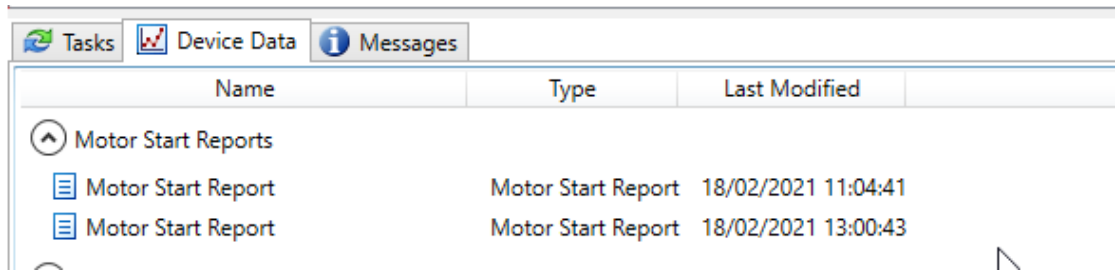 Tasks Device Data Messages
Name Type Last Modified
Motor Start Reports
Motor Start Report Motor Start Report 18/02/2021 11:04:41
Motor Start Report Motor Start Report 18/02/2021 13:00:43